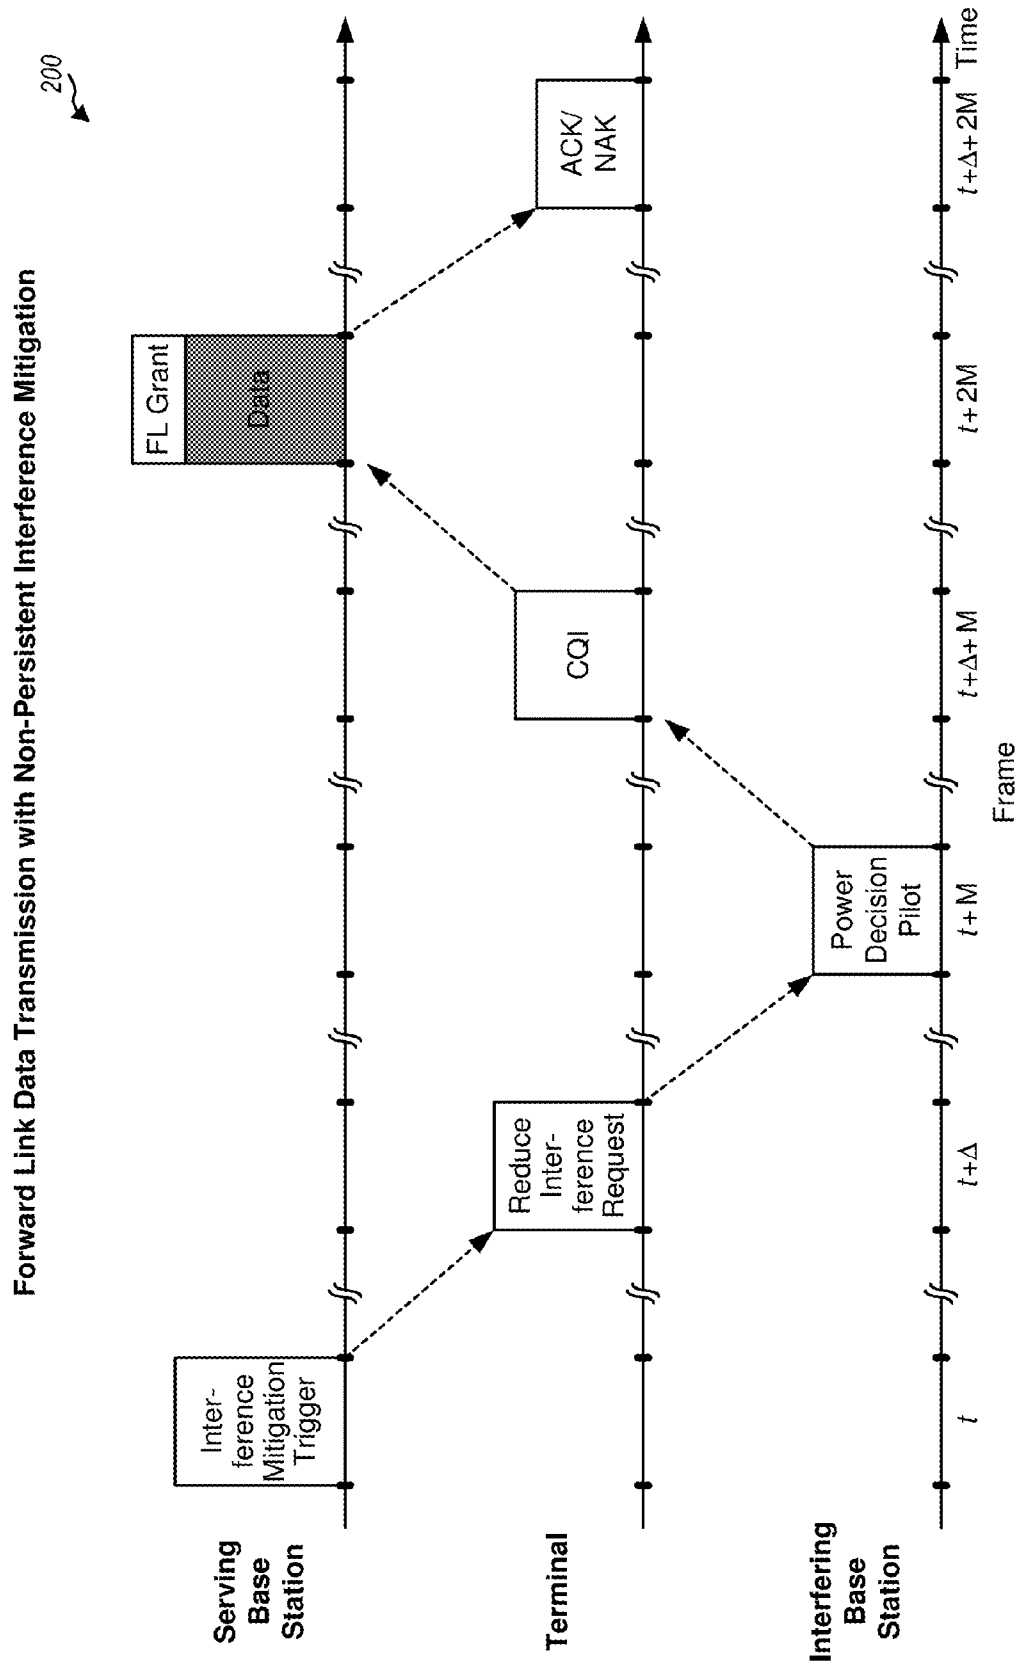 Forward Link Data Transmission with Non-Persistent Interference Mitigation
200
Serving
Base
Station
Inter-
ference
Mitigation
Trigger
FL Grant
Data
Terminal
Reduce
Inter-
ference
Request
CQI
ACK/
NAK
Interfering
Base
Station
Power
Decision
Pilot
t
t+Δ
t+M
t+Δ+M
t+2M
t+Δ+2M
Time
Frame